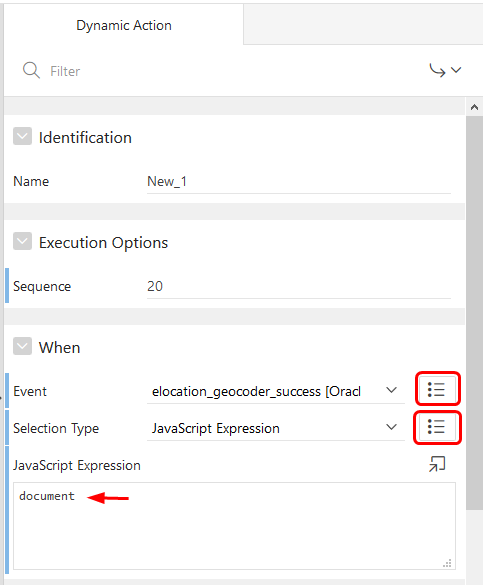 Dynamic Action
Filter
Identification
Name New_1
Execution Options
Sequence 20
When
Event elocation_geocoder_success [Oracl
Selection Type JavaScript Expression
JavaScript Expression
document